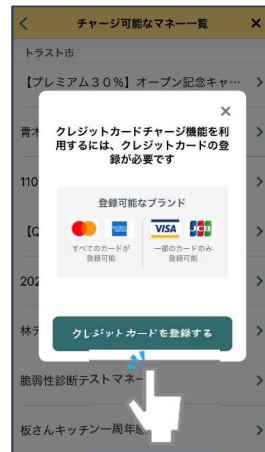 チャージ可能なマネー一覧
トラスト市
【プレミアム30%】オープン記念キャ…
クレジットカードチャージ機能を利
用するには、クレジットカードの登
録が必要です
青木
110
登録可能なブランド
VISA JCB
すべてのカードが 一部のカードのみ
登録可能 登録可能
202
林テ
クレジットカードを登録する
脆弱性診断テストマネー
板さんキッチン一周年